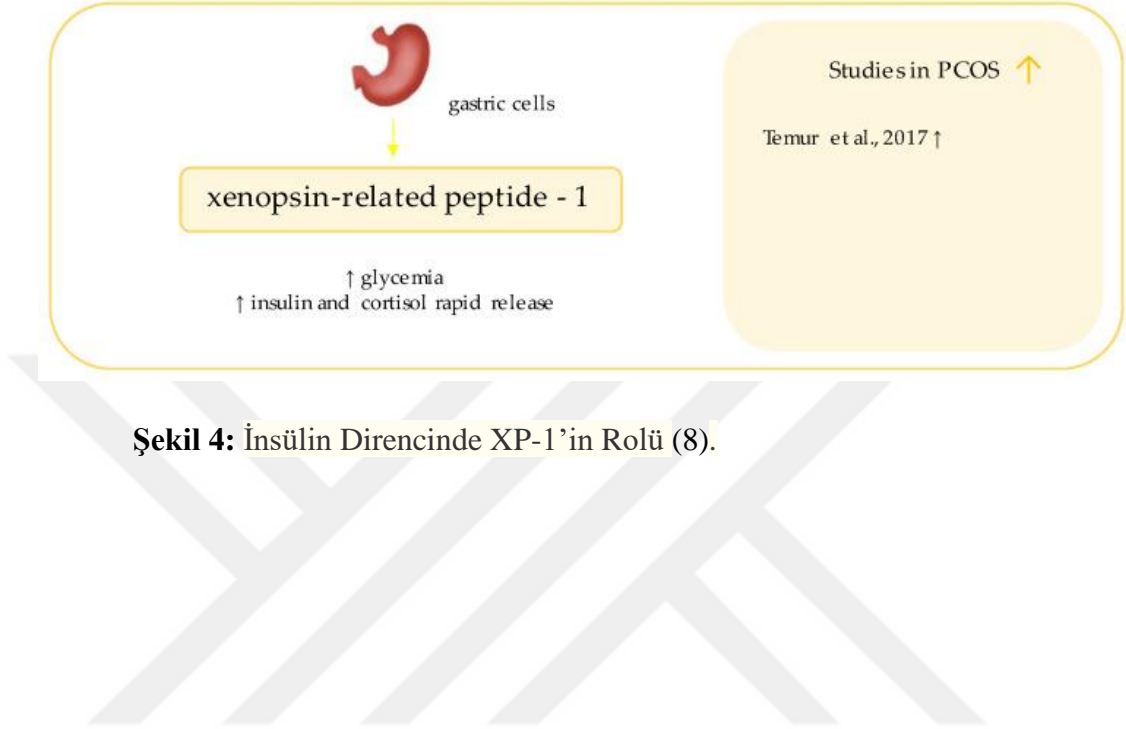 gastric cells
xenopsin-related peptide - 1
↑ glycemia
↑ insulin and cortisol rapid release
Studies in PCOS ↑
Temur et al., 2017 ↑
Şekil 4: İnsülin Direncinde XP-1’in Rolü (8).